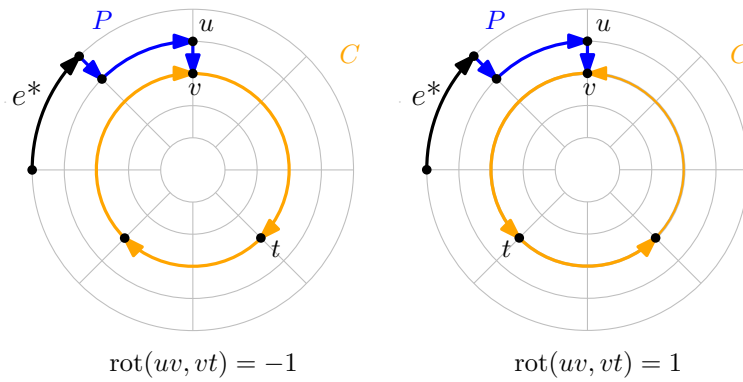 P u C
e* v
t
rot(uv, vt) = −1
P u C
e* v
t
rot(uv, vt) = 1